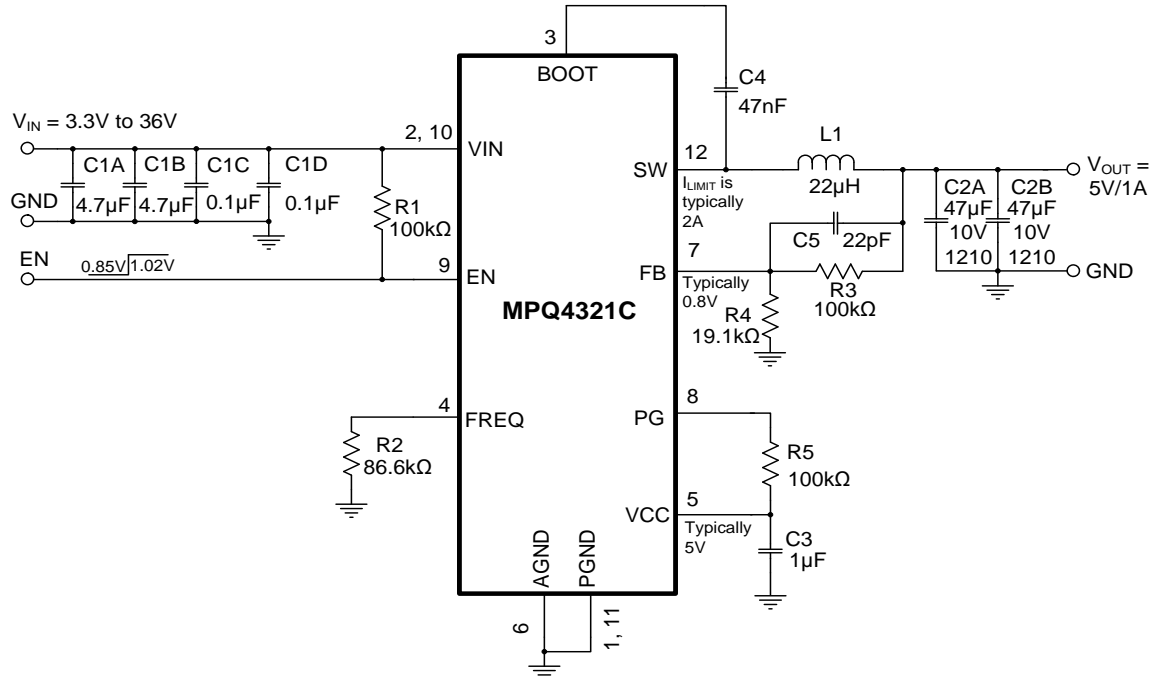 3
BOOT
C4
47nF
V_IN = 3.3V to 36V
2, 10
VIN
C1A
C1B
C1C
C1D
4.7µF
4.7µF
0.1µF
0.1µF
GND
R1
100kΩ
EN
0.85V
1.02V
9
EN
12
SW
I_LIMIT is
typically
2A
L1
22µH
V_OUT =
5V/1A
C2A
47µF
10V
1210
C2B
47µF
10V
1210
GND
C5
22pF
7
FB
Typically
0.8V
R3
100kΩ
R4
19.1kΩ
MPQ4321C
4
FREQ
R2
86.6kΩ
8
PG
R5
100kΩ
5
VCC
Typically
5V
C3
1µF
AGND
PGND
6
1, 11